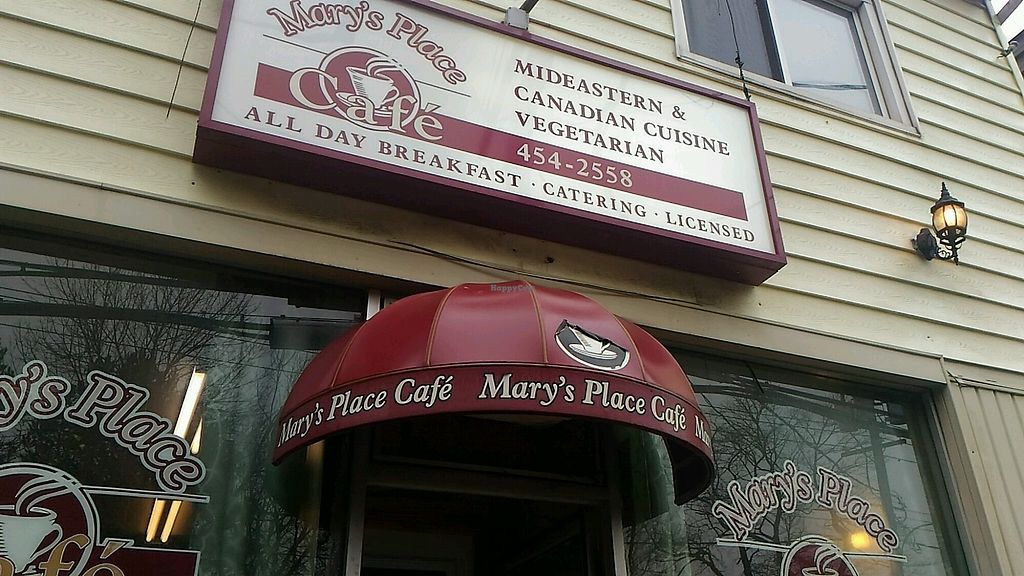 Mary's Place
Café
MIDEASTERN &
CANADIAN CUISINE
VEGETARIAN
454-2558
ALL DAY BREAKFAST · CATERING · LICENSED
Mary's Place Café Mary's Place Café M
y's Place
fé
Mary's Place